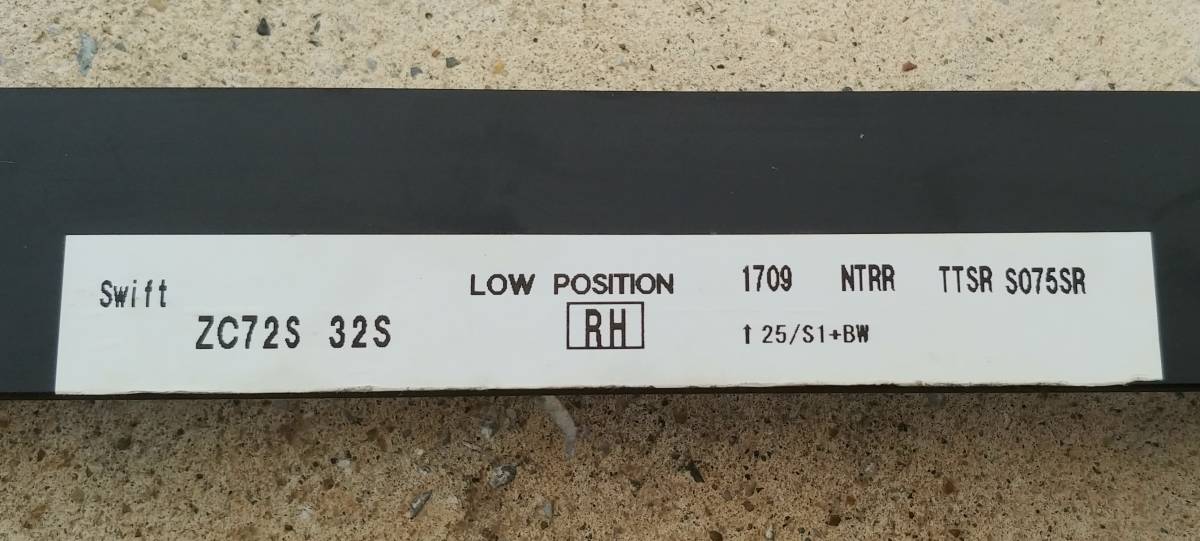 Swift LOW POSITION 1709 NTRR TTSR S075SR
ZC72S 32S RH ↑25/S1+BW